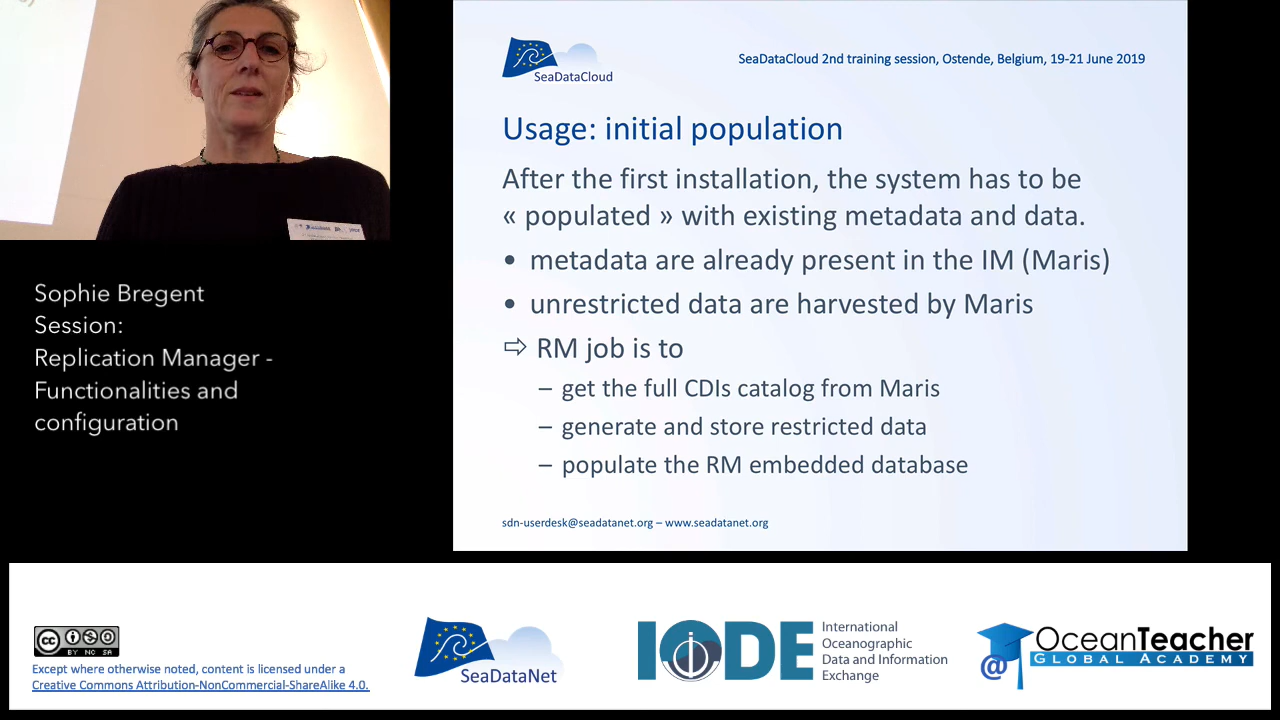 SeaDataCloud
SeaDataCloud 2nd training session, Ostende, Belgium, 19-21 June 2019
Usage: initial population
After the first installation, the system has to be
« populated » with existing metadata and data.
• metadata are already present in the IM (Maris)
• unrestricted data are harvested by Maris
⇨ RM job is to
– get the full CDIs catalog from Maris
– generate and store restricted data
– populate the RM embedded database
sdn-userdesk@seadatanet.org – www.seadatanet.org
Sophie Bregent
Session:
Replication Manager -
Functionalities and
configuration
cc
BY NC SA
Except where otherwise noted, content is licensed under a
Creative Commons Attribution-NonCommercial-ShareAlike 4.0.
SeaDataNet
IODE
International
Oceanographic
Data and Information
Exchange
@
OceanTeacher
GLOBAL ACADEMY